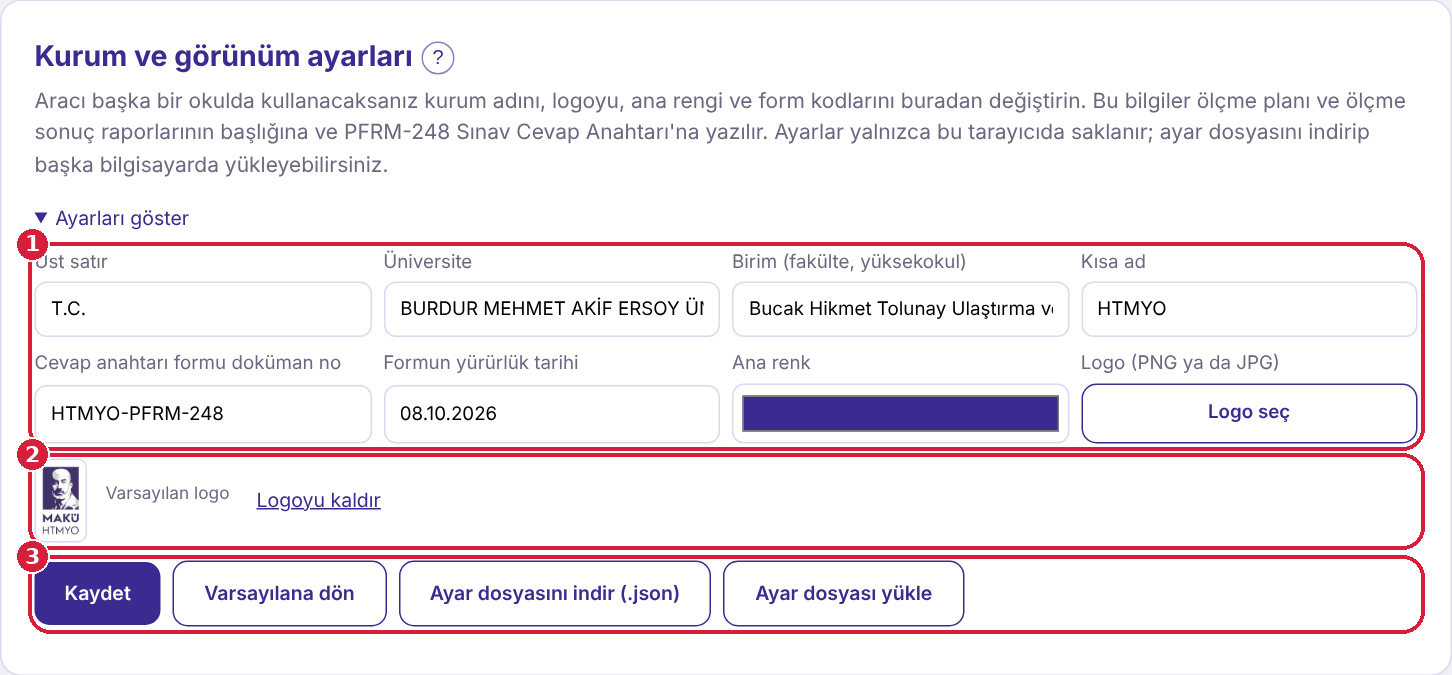 Kurum ve görünüm ayarları ?
Aracı başka bir okulda kullanacaksanız kurum adını, logoyu, ana rengi ve form kodlarını buradan değiştirin. Bu bilgiler ölçme planı ve ölçme
sonuç raporlarının başlığına ve PFRM-248 Sınav Cevap Anahtarı'na yazılır. Ayarlar yalnızca bu tarayıcıda saklanır; ayar dosyasını indirip
başka bilgisayarda yükleyebilirsiniz.
▼ Ayarları göster
1
Üst satır
Üniversite
Birim (fakülte, yüksekokul)
Kısa ad
T.C.
BURDUR MEHMET AKİF ERSOY
Bucak Hikmet Tolunay Ulaştırma
HTMYO
Cevap anahtarı formu doküman no
Formun yürürlük tarihi
Ana renk
Logo (PNG ya da JPG)
HTMYO-PFRM-248
08.10.2026
Logo seç
2
MAKÜ
HTMYO
Varsayılan logo
Logoyu kaldır
3
Kaydet
Varsayılana dön
Ayar dosyasını indir (.json)
Ayar dosyası yükle